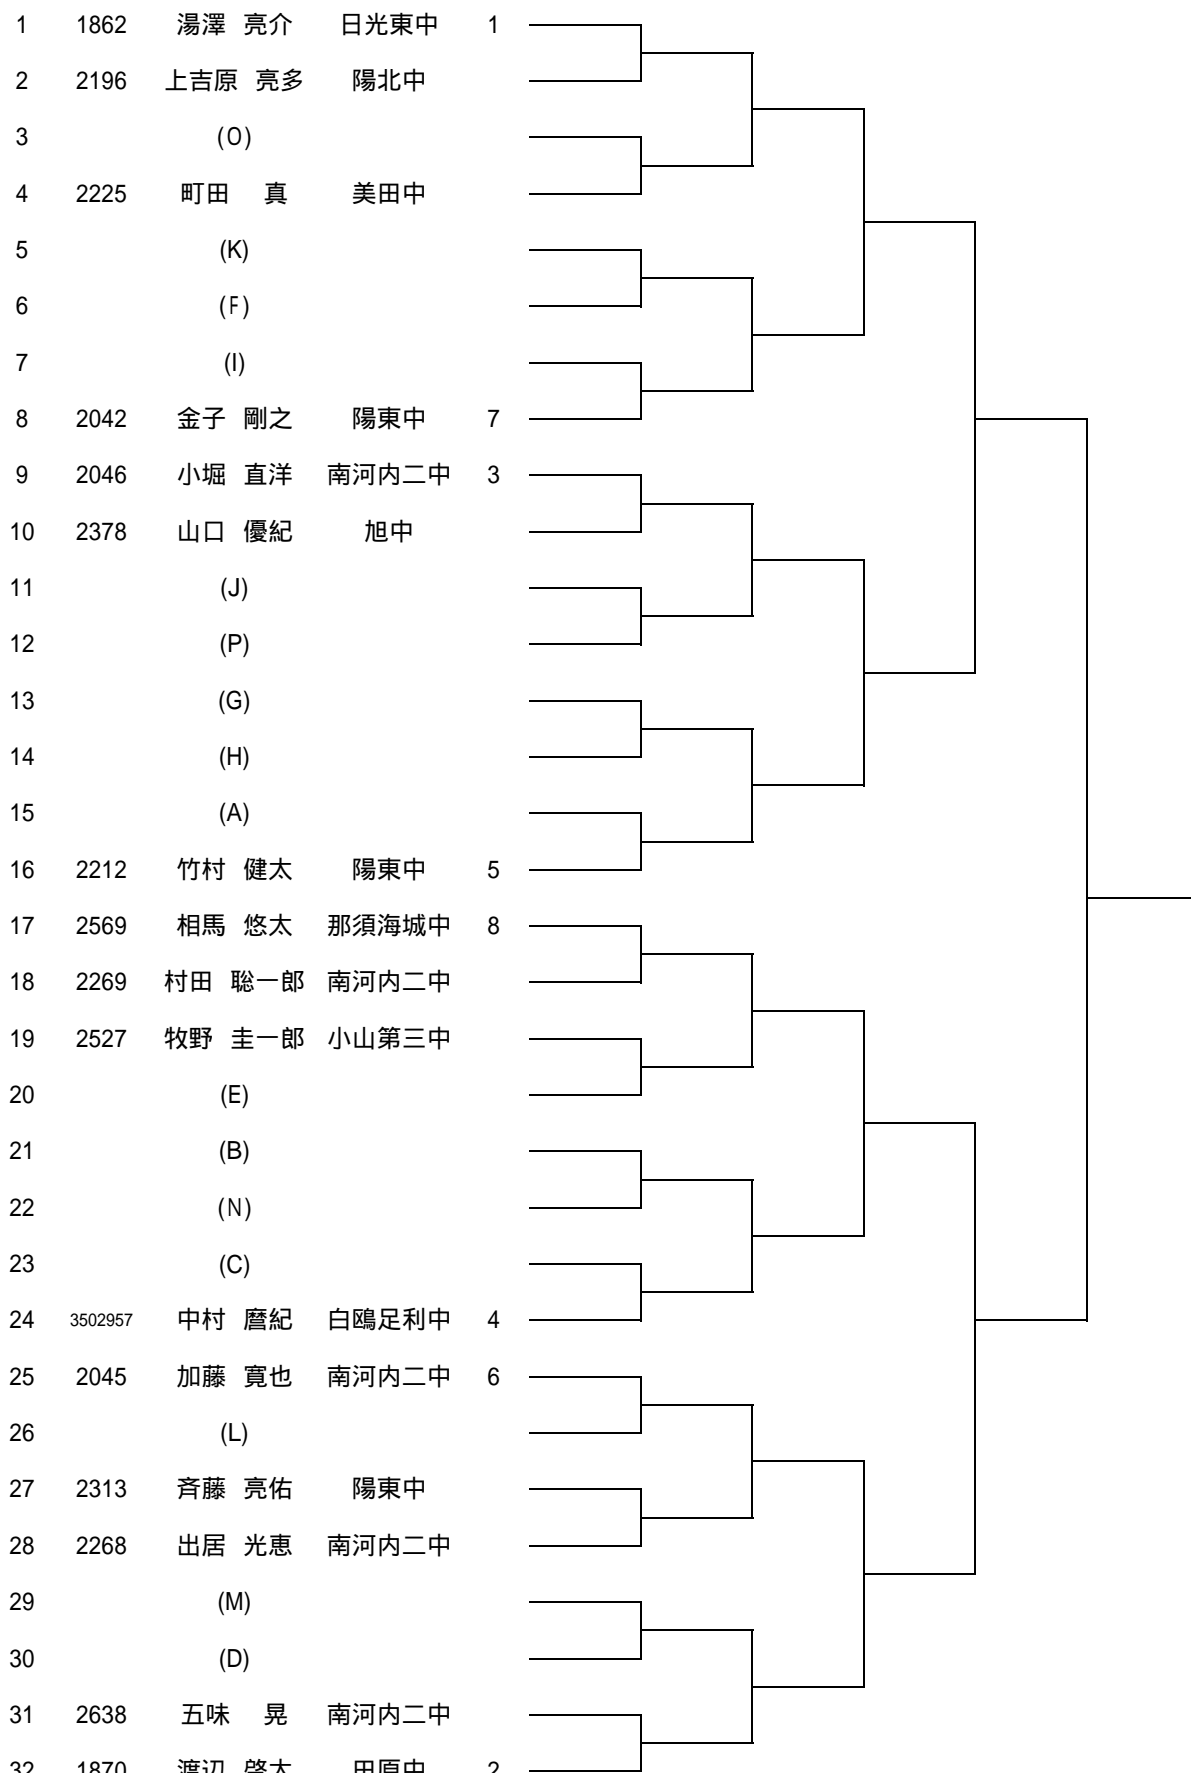 1 1862 湯澤 亮介 日光東中 1
2 2196 上吉原 亮多 陽北中
3 (O)
4 2225 町田 真 美田中
5 (K)
6 (F)
7 (I)
8 2042 金子 剛之 陽東中 7
9 2046 小堀 直洋 南河内二中 3
10 2378 山口 優紀 旭中
11 (J)
12 (P)
13 (G)
14 (H)
15 (A)
16 2212 竹村 健太 陽東中 5
17 2569 相馬 悠太 那須海城中 8
18 2269 村田 聡一郎 南河内二中
19 2527 牧野 圭一郎 小山第三中
20 (E)
21 (B)
22 (N)
23 (C)
24 3502957 中村 麿紀 白鴎足利中 4
25 2045 加藤 寛也 南河内二中 6
26 (L)
27 2313 斉藤 亮佑 陽東中
28 2268 出居 光恵 南河内二中
29 (M)
30 (D)
31 2638 五味 晃 南河内二中
32 1870 渡辺 啓太 田原中 2